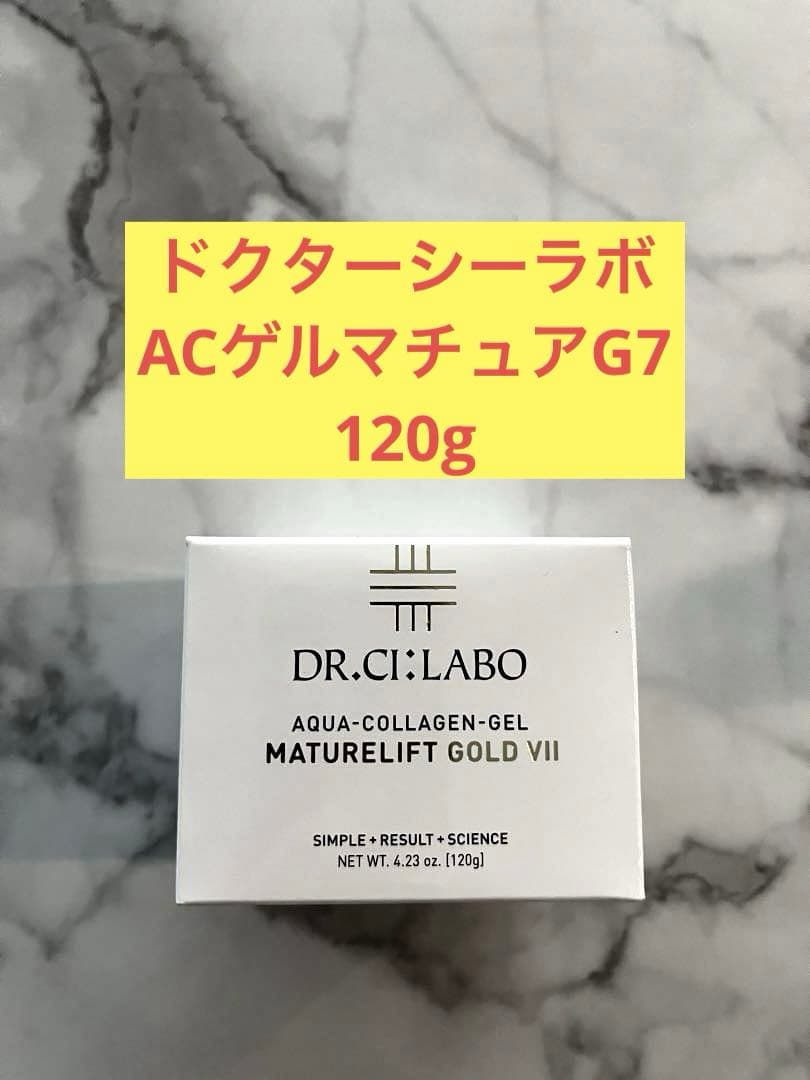 ドクターシーラボ
ACゲルマチュアG7
120g
DR.CI:LABO
AQUA-COLLAGEN-GEL
MATURELIFT GOLD VII
SIMPLE + RESULT + SCIENCE
NET WT. 4.23 oz. [120g]